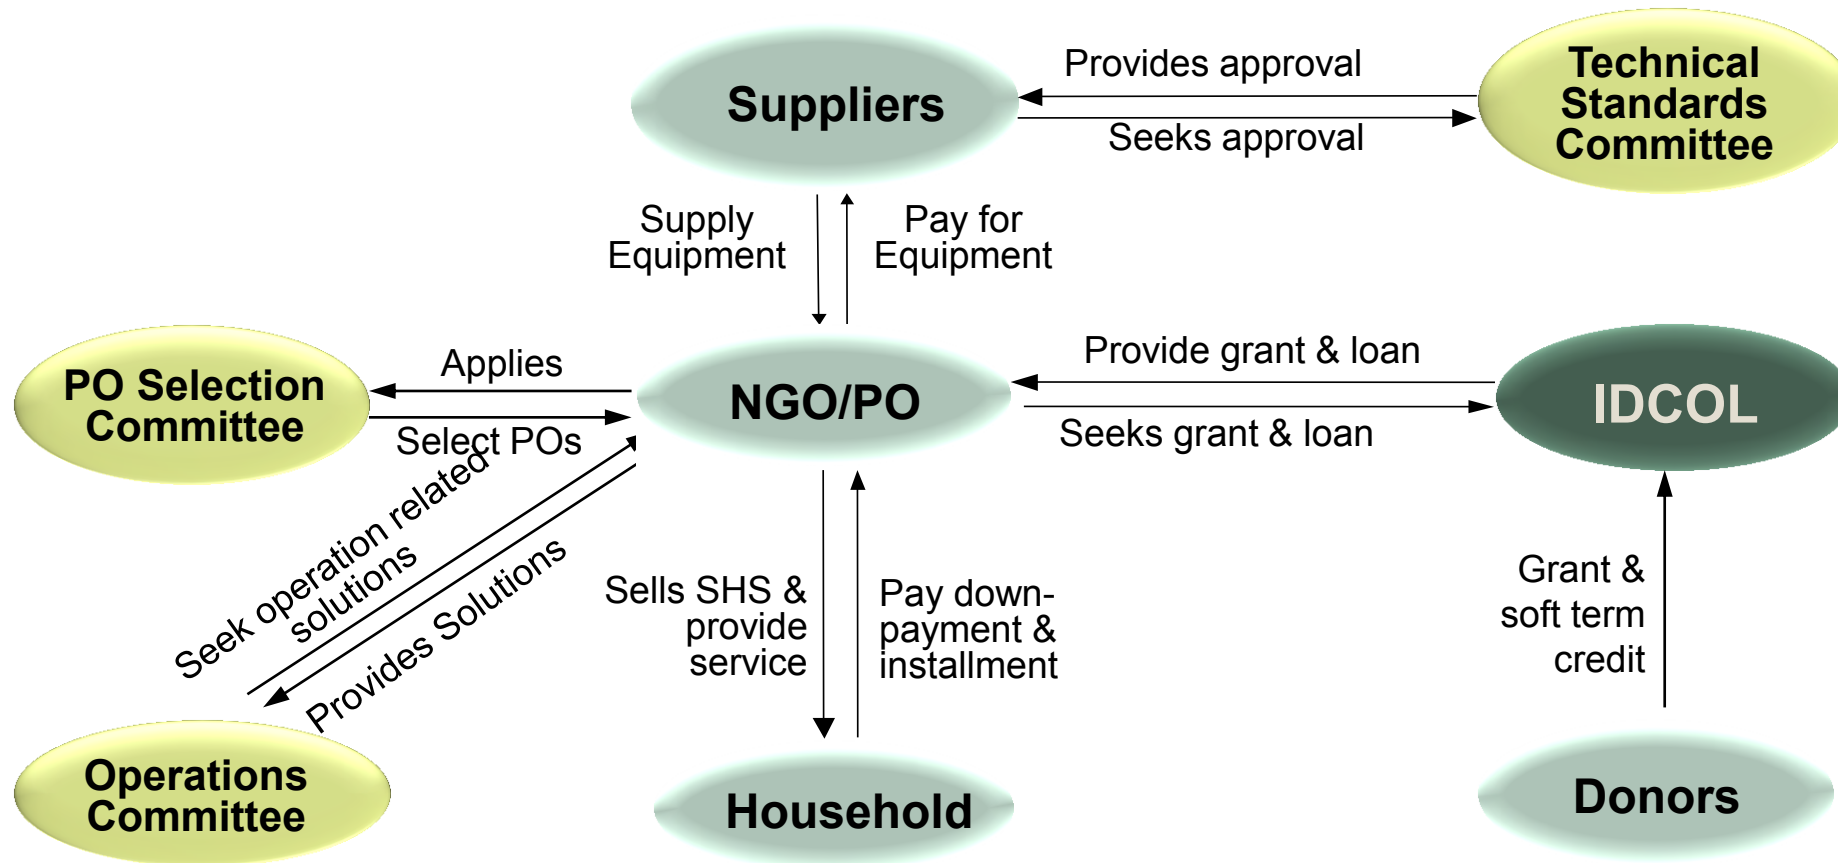 Suppliers
Provides approval
Seeks approval
Technical
Standards
Committee
Supply
Equipment
Pay for
Equipment
PO Selection
Committee
Applies
Select POs
NGO/PO
Provide grant & loan
Seeks grant & loan
IDCOL
Seek operation related
solutions
Provides Solutions
Sells SHS &
provide
service
Pay down-
payment &
installment
Grant &
soft term
credit
Operations
Committee
Household
Donors